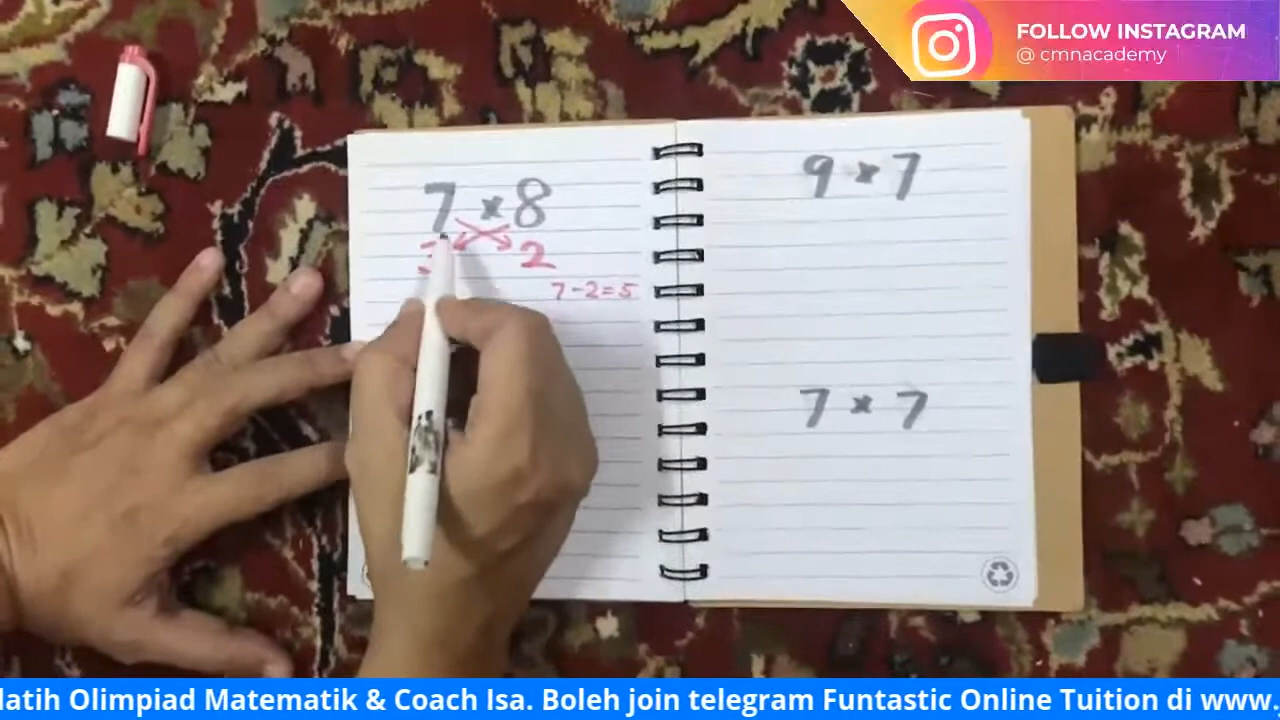 FOLLOW INSTAGRAM
@ cmnacademy
7 × 8
3 2
7-2=5
9 × 7
7 × 7
latih Olimpiad Matematik & Coach Isa. Boleh join telegram Funtastic Online Tuition di www.